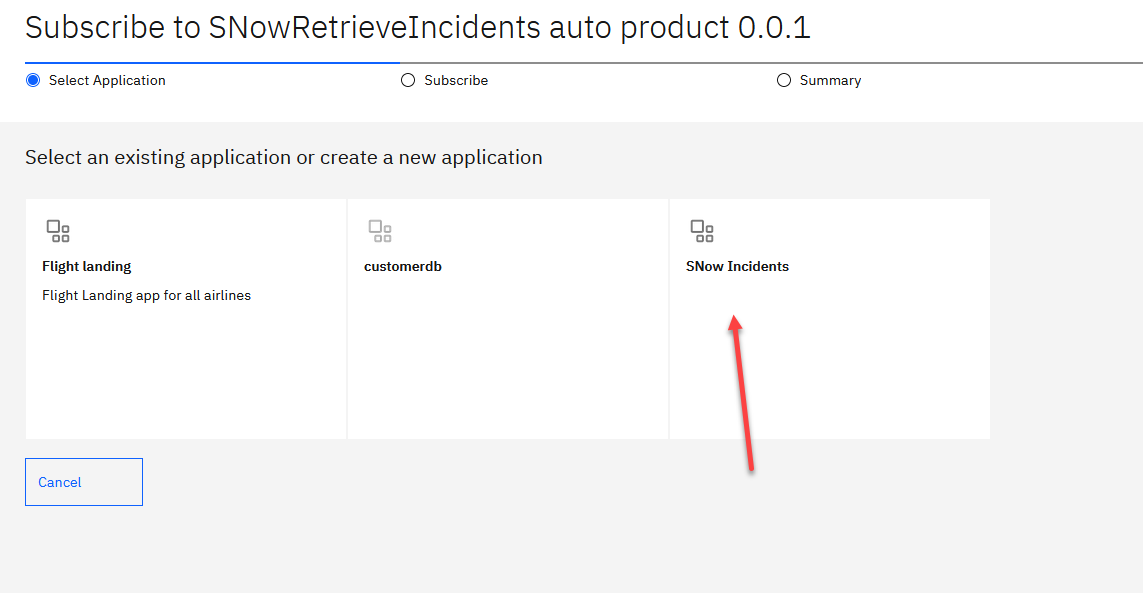 Subscribe to SNowRetrieveIncidents auto product 0.0.1
Select Application
Subscribe
Summary
Select an existing application or create a new application
Flight landing
Flight Landing app for all airlines
customerdb
SNow Incidents
Cancel